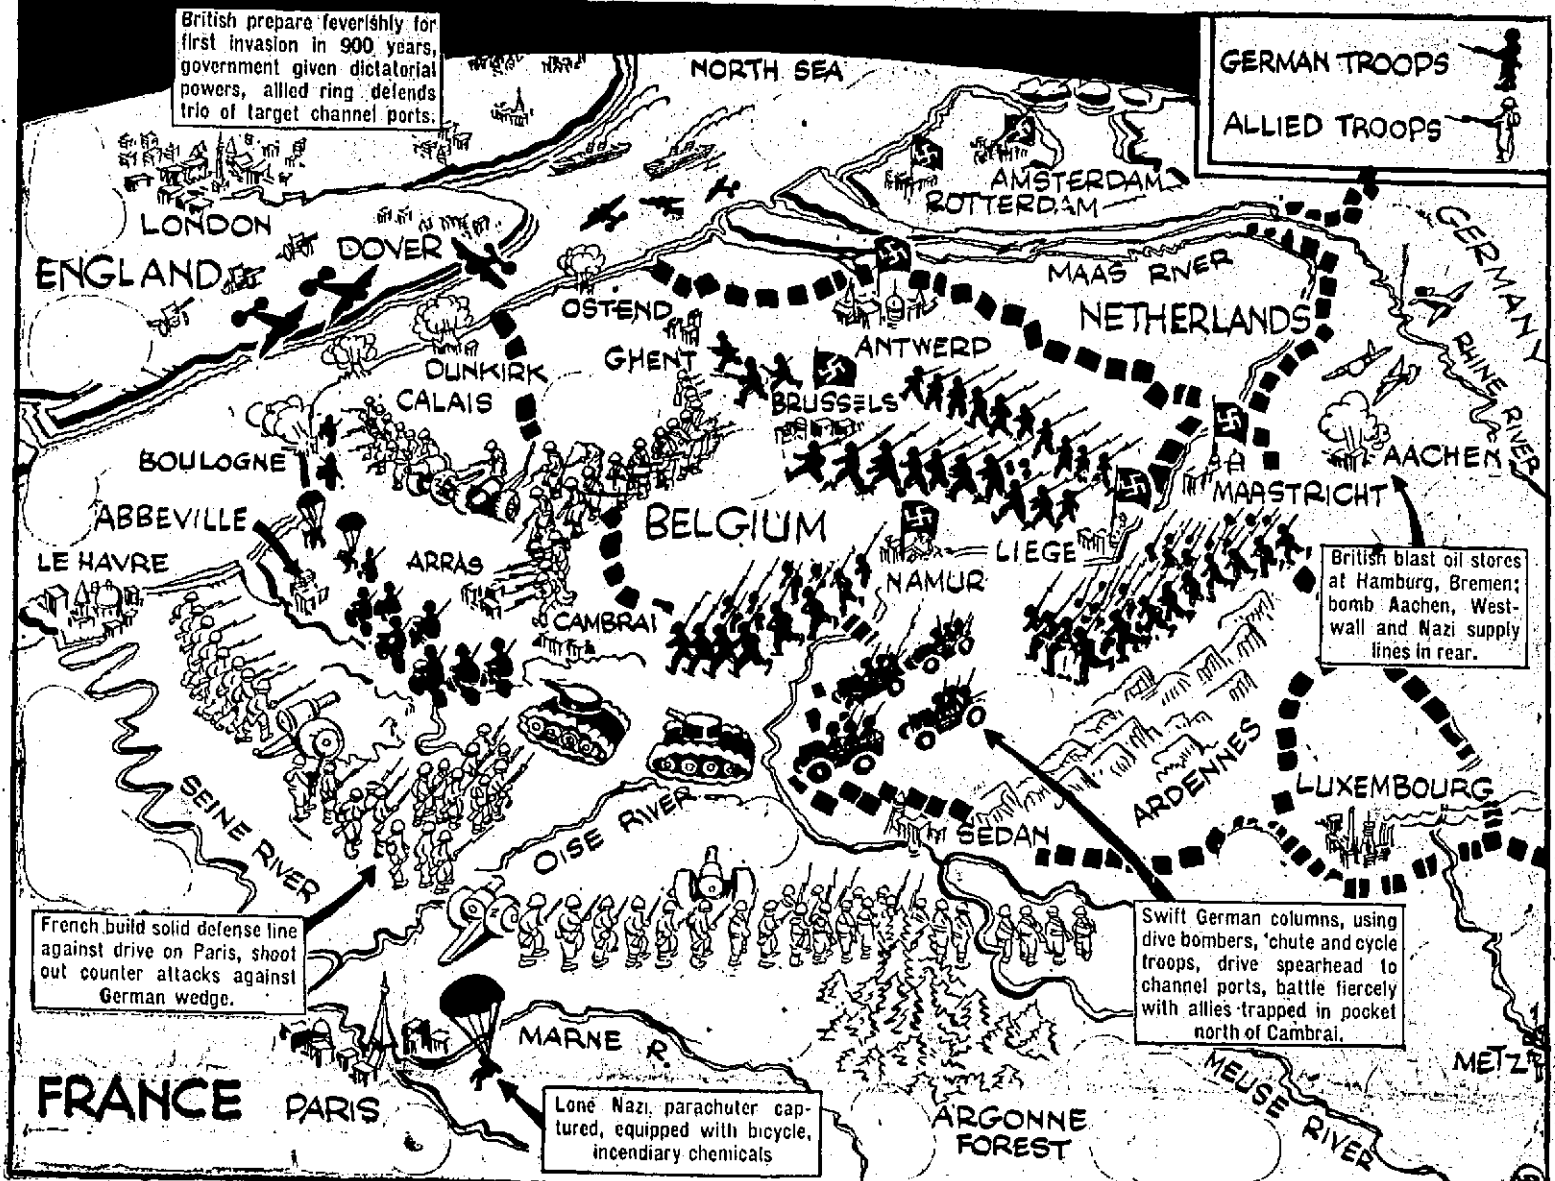 British prepare feverishly for
first invasion in 900 years,
government given dictatorial
powers, allied ring defends
trio of target channel ports.
NORTH SEA
GERMAN TROOPS
ALLIED TROOPS
AMSTERDAM
ROTTERDAM
LONDON
DOVER
ENGLAND
GERMANY
MAAS RIVER
NETHERLANDS
RHINE RIVER
OSTEND
GHENT
ANTWERP
DUNKIRK
CALAIS
BRUSSELS
BOULOGNE
AACHEN
MAASTRICHT
ABBEVILLE
BELGIUM
LIEGE
LE HAVRE
ARRAS
NAMUR
CAMBRAI
British blast oil stores
at Hamburg, Bremen;
bomb Aachen, West-
wall and Nazi supply
lines in rear.
SEINE RIVER
OISE RIVER
SEDAN
ARDENNES
LUXEMBOURG
French build solid defense line
against drive on Paris, shoot
out counter attacks against
German wedge.
Swift German columns, using
dive bombers, 'chute and cycle
troops, drive spearhead to
channel ports, battle fiercely
with allies trapped in pocket
north of Cambrai.
MARNE R.
METZ
MEUSE RIVER
FRANCE
PARIS
Lone Nazi parachuter cap-
tured, equipped with bicycle,
incendiary chemicals
ARGONNE
FOREST